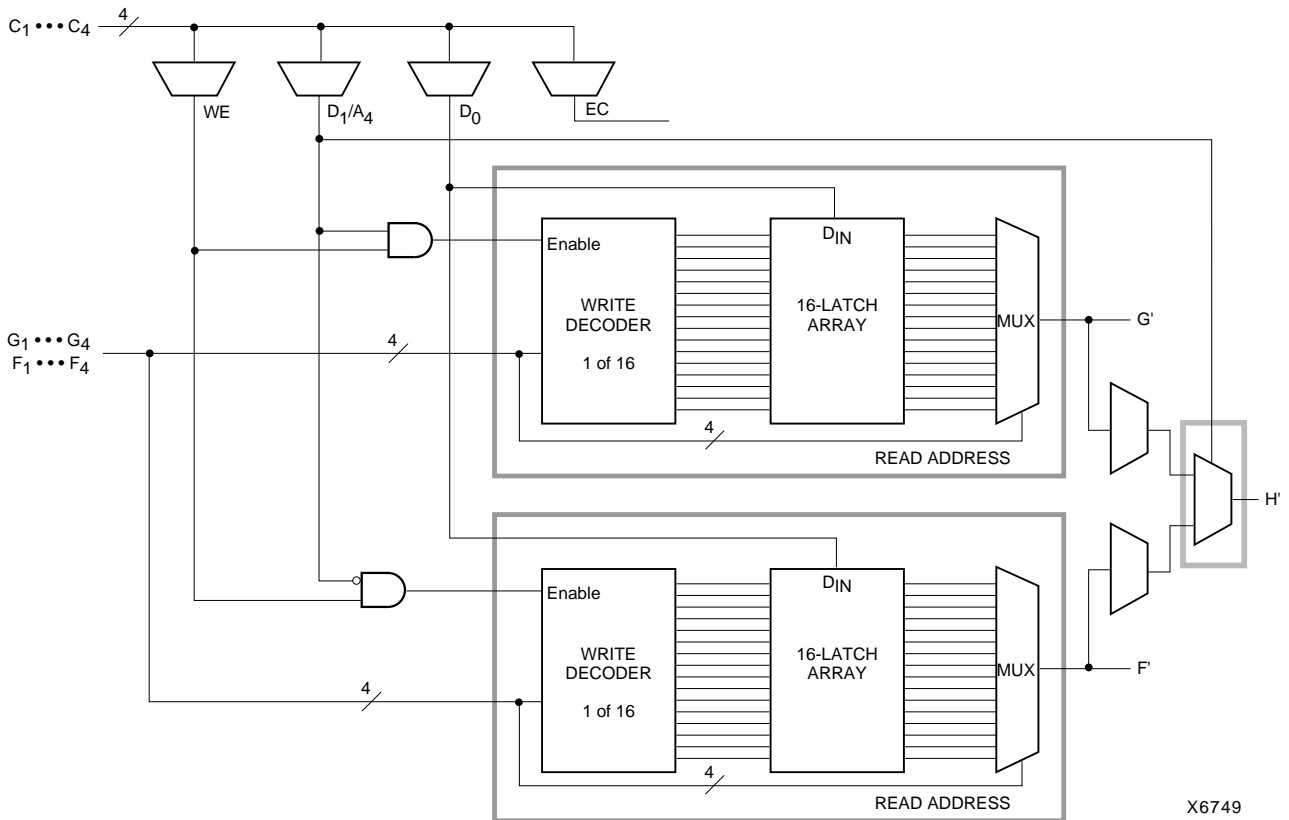 C1 ••• C4
4
WE
D1/A4
D0
EC
DIN
Enable
WRITE
DECODER
1 of 16
16-LATCH
ARRAY
MUX
G'
G1 ••• G4
F1 ••• F4
4
4
READ ADDRESS
H'
DIN
Enable
WRITE
DECODER
1 of 16
16-LATCH
ARRAY
MUX
F'
4
4
READ ADDRESS
X6749